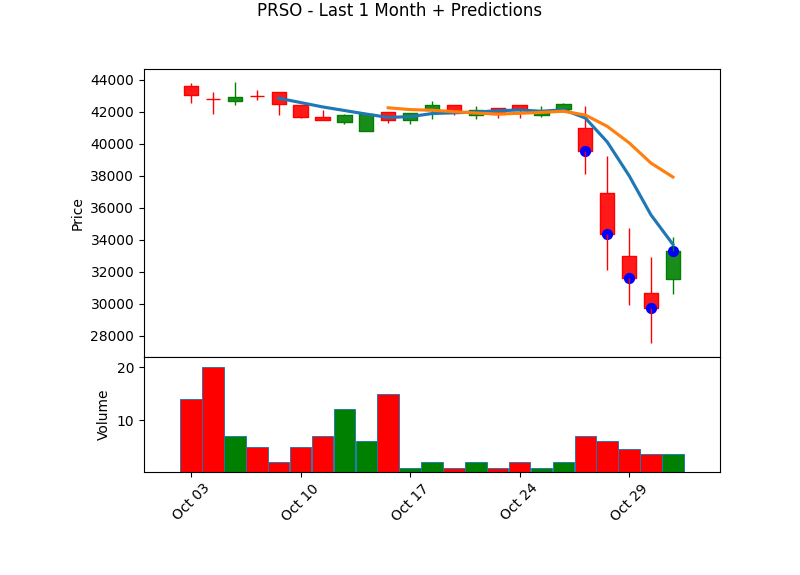 PRSO - Last 1 Month + Predictions
44000
42000
40000
38000
36000
34000
32000
30000
28000
Price
20
10
Volume
Oct 03
Oct 10
Oct 17
Oct 24
Oct 29